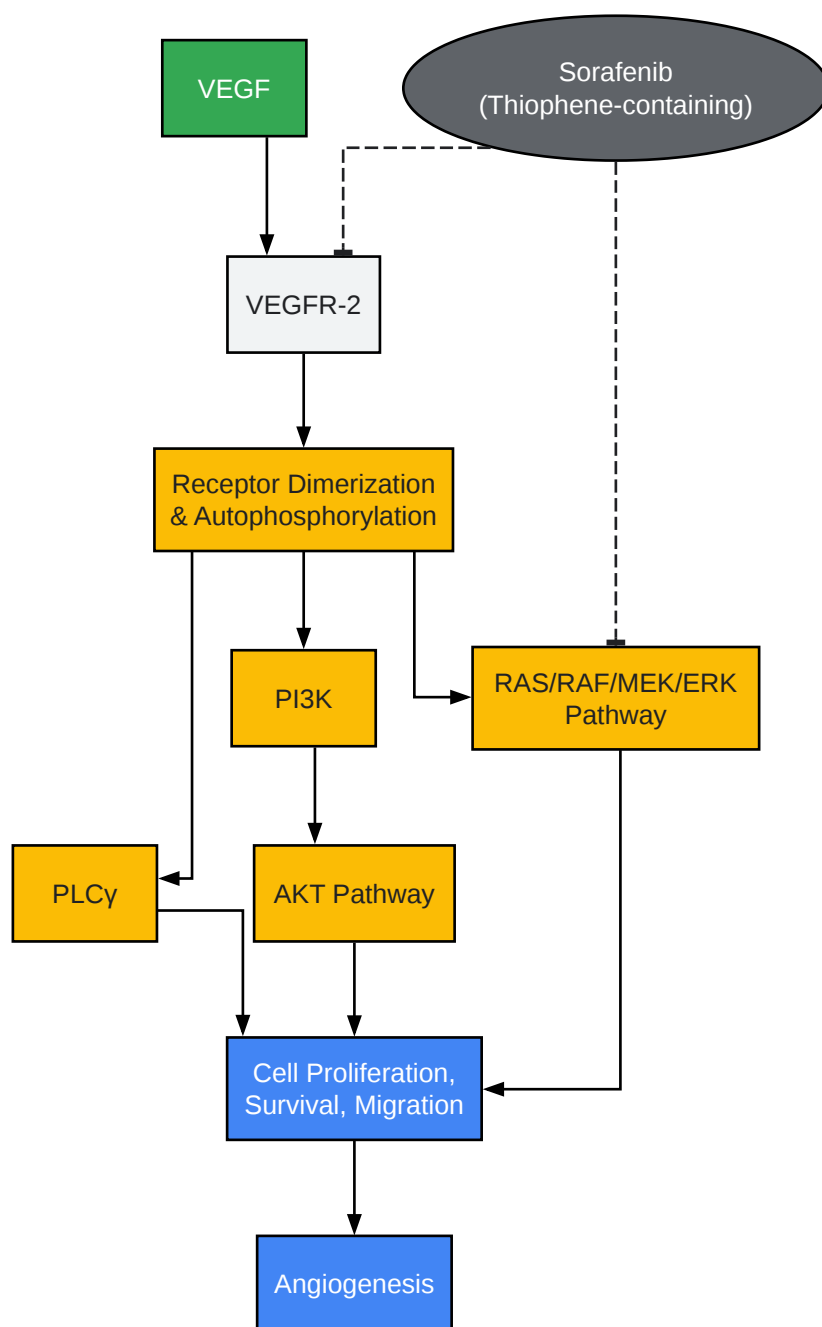 VEGF
Sorafenib
(Thiophene-containing)
VEGFR-2
Receptor Dimerization
& Autophosphorylation
PI3K
RAS/RAF/MEK/ERK
Pathway
PLCγ
AKT Pathway
Cell Proliferation,
Survival, Migration
Angiogenesis